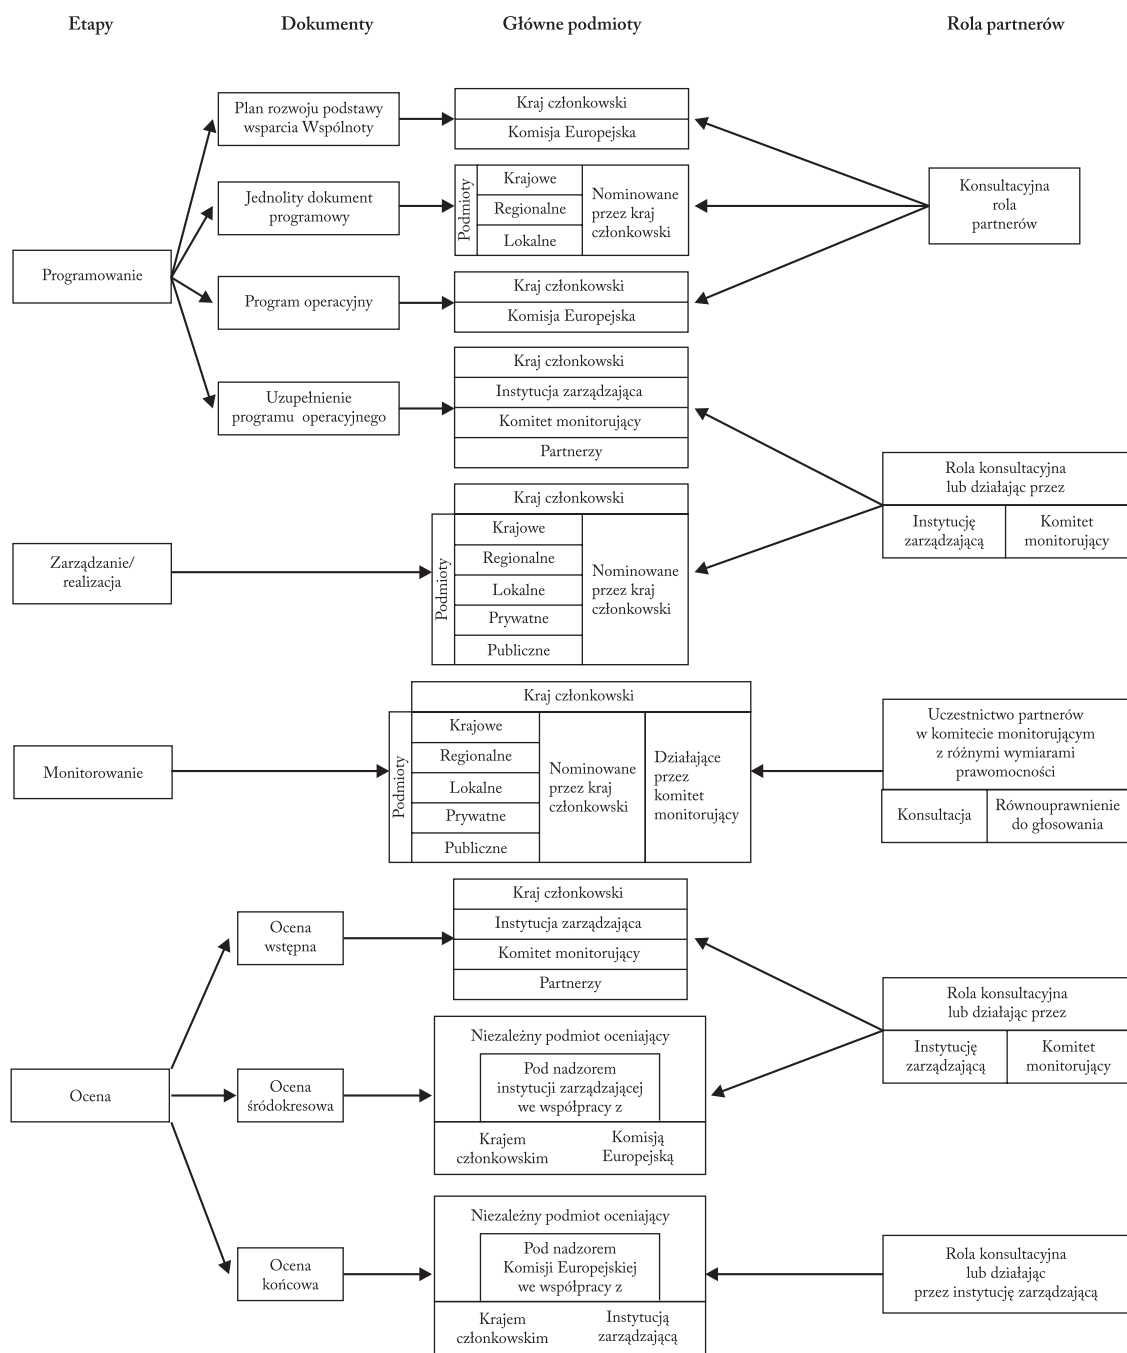 Etapy
Dokumenty
Główne podmioty
Rola partnerów
Programowanie
Plan rozwoju podstawy
wsparcia Wspólnoty
Kraj członkowski
Komisja Europejska
Jednolity dokument
programowy
Podmioty
Krajowe
Regionalne
Lokalne
Nominowane
przez kraj
członkowski
Konsultacyjna
rola
partnerów
Program operacyjny
Kraj członkowski
Komisja Europejska
Uzupełnienie
programu operacyjnego
Kraj członkowski
Instytucja zarządzająca
Komitet monitorujący
Partnerzy
Rola konsultacyjna
lub działając przez
Instytucję
zarządzającą
Komitet
monitorujący
Zarządzanie/
realizacja
Kraj członkowski
Podmioty
Krajowe
Regionalne
Lokalne
Prywatne
Publiczne
Nominowane
przez kraj
członkowski
Monitorowanie
Kraj członkowski
Podmioty
Krajowe
Regionalne
Lokalne
Prywatne
Publiczne
Nominowane
przez kraj
członkowski
Działające
przez
komitet
monitorujący
Uczestnictwo partnerów
w komitecie monitorującym
z różnymi wymiarami
prawomocności
Konsultacja
Równouprawnienie
do głosowania
Ocena
Ocena
wstępna
Kraj członkowski
Instytucja zarządzająca
Komitet monitorujący
Partnerzy
Rola konsultacyjna
lub działając przez
Instytucję
zarządzającą
Komitet
monitorujący
Ocena
śródokresowa
Niezależny podmiot oceniający
Pod nadzorem
instytucji zarządzającej
we współpracy z
Krajem
członkowskim
Komisją
Europejską
Ocena
końcowa
Niezależny podmiot oceniający
Pod nadzorem
Komisji Europejskiej
we współpracy z
Krajem
członkowskim
Instytucją
zarządzającą
Rola konsultacyjna
lub działając
przez instytucję zarządzającą